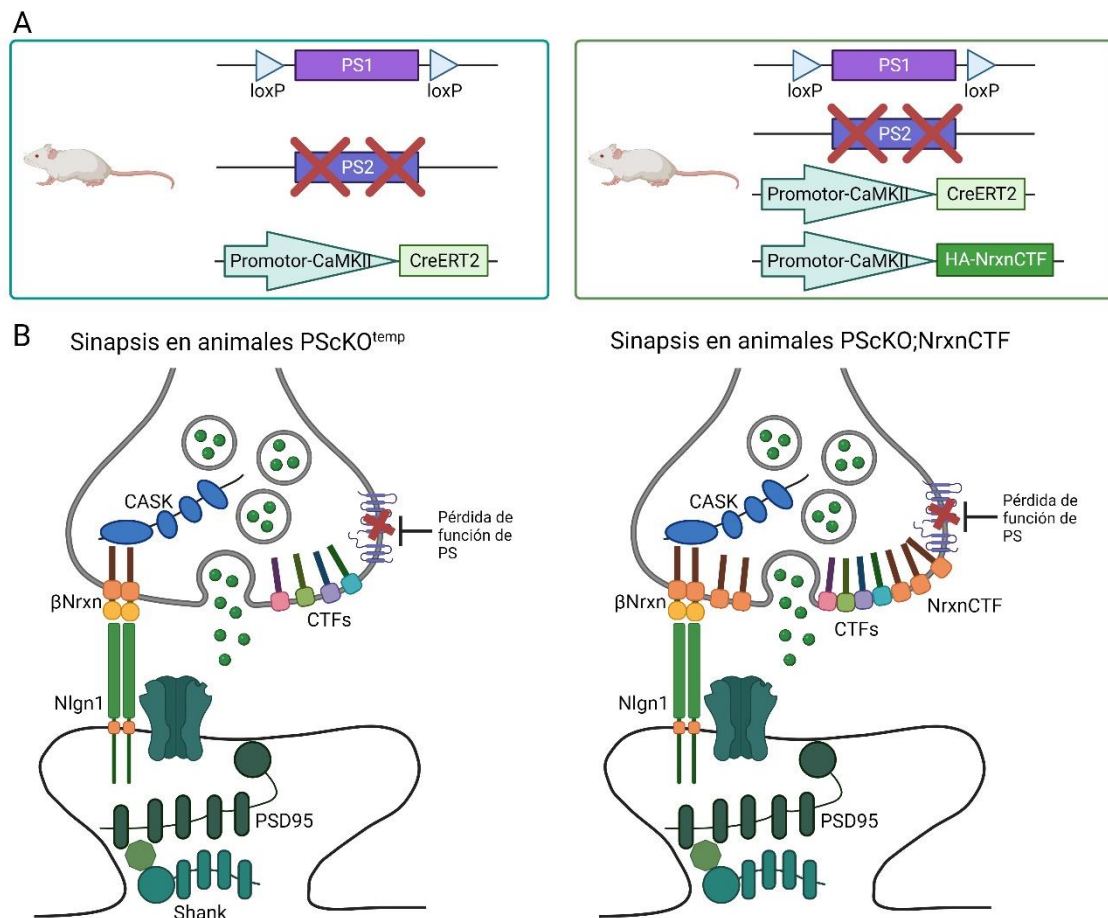 A
PS1
loxP
loxP
PS2
Promotor-CaMKII
CreERT2
PS1
loxP
loxP
PS2
Promotor-CaMKII
CreERT2
Promotor-CaMKII
HA-NrxnCTF
B
Sinapsis en animales PScKOtemp
CASK
Pérdida de
función de
PS
βNrxn
CTFs
Nlgn1
PSD95
Shank
Sinapsis en animales PScKO;NrxnCTF
CASK
Pérdida de
función de
PS
βNrxn
NrxnCTF
CTFs
Nlgn1
PSD95